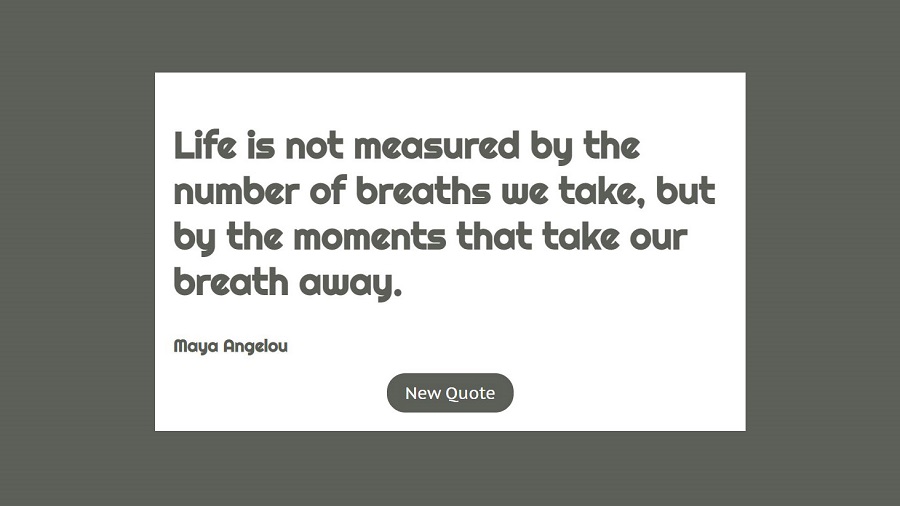 Life is not measured by the
number of breaths we take, but
by the moments that take our
breath away.
Maya Angelou
New Quote